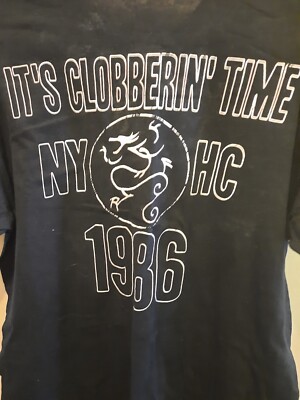 IT'S CLOBBERIN' TIME
NY HC
1986